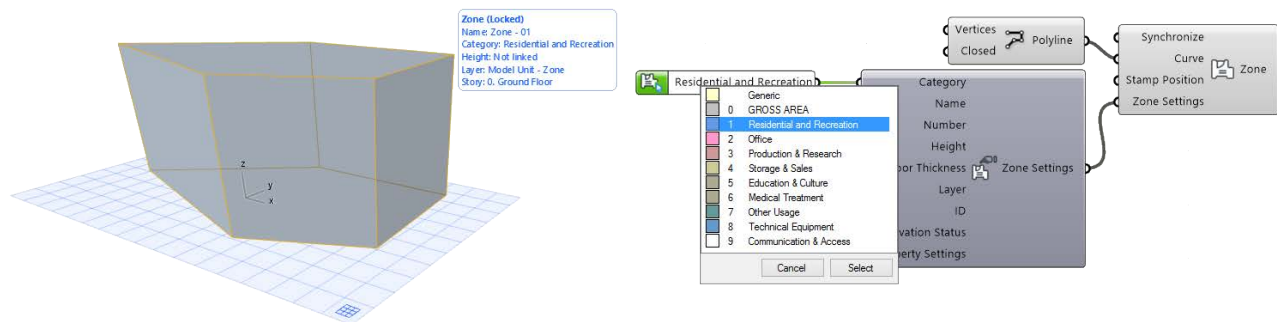 Zone (Locked)
Name: Zone - 01
Category: Residential and Recreation
Height: Not linked
Layer: Model Unit - Zone
Story: 0. Ground Floor
z
y
x
Vertices
Closed
Polyline
Synchronize
Curve
Stamp Position
Zone Settings
Zone
Residential and Recreation
Category
Name
Number
Height
oor Thickness
Layer
ID
vation Status
erty Settings
Zone Settings
Generic
0 GROSS AREA
1 Residential and Recreation
2 Office
3 Production & Research
4 Storage & Sales
5 Education & Culture
6 Medical Treatment
7 Other Usage
8 Technical Equipment
9 Communication & Access
Cancel
Select